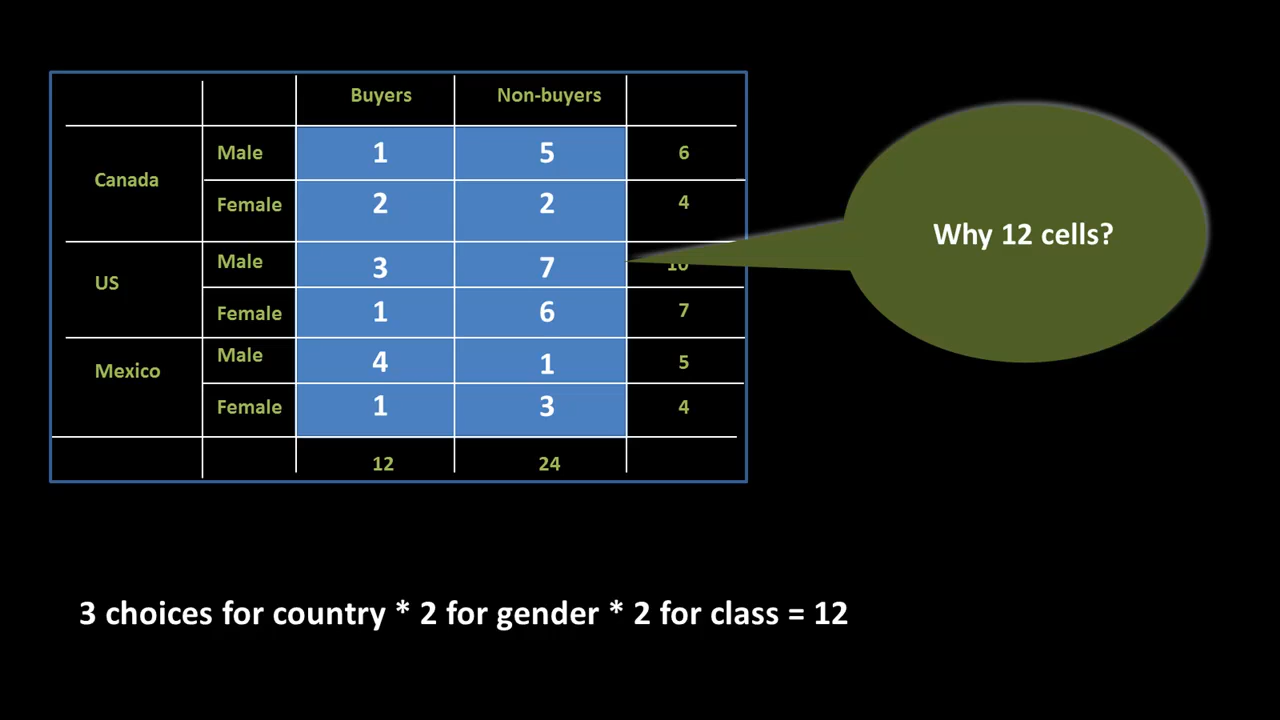 Buyers Non-buyers
Male 1 5 6
Canada
Female 2 2 4
Male 3 7 10
US
Female 1 6 7
Male 4 1 5
Mexico
Female 1 3 4
12 24
Why 12 cells?
3 choices for country * 2 for gender * 2 for class = 12